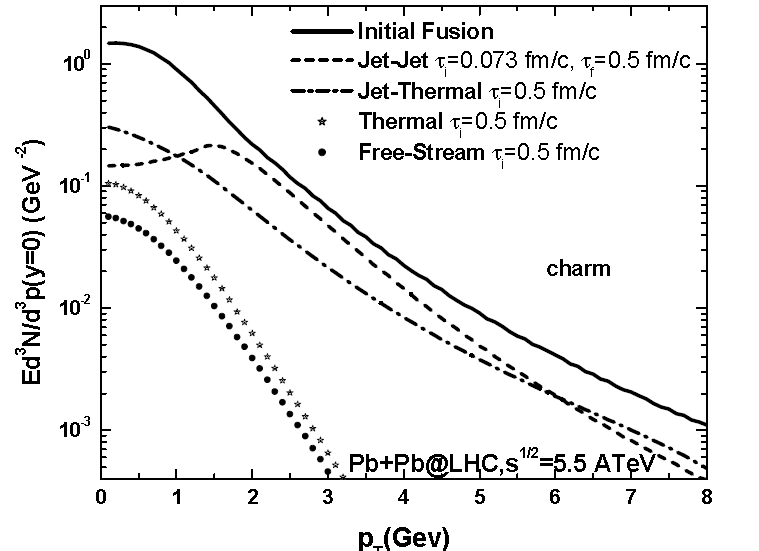 Initial Fusion
Jet-Jet τi=0.073 fm/c, τf=0.5 fm/c
Jet-Thermal τi=0.5 fm/c
Thermal τi=0.5 fm/c
Free-Stream τi=0.5 fm/c
10^0
10^-1
10^-2
10^-3
Ed^3N/d^3p(y=0) (GeV^-2)
charm
Pb+Pb@LHC,s^1/2=5.5 ATeV
0 1 2 3 4 5 6 7 8
p_T(Gev)